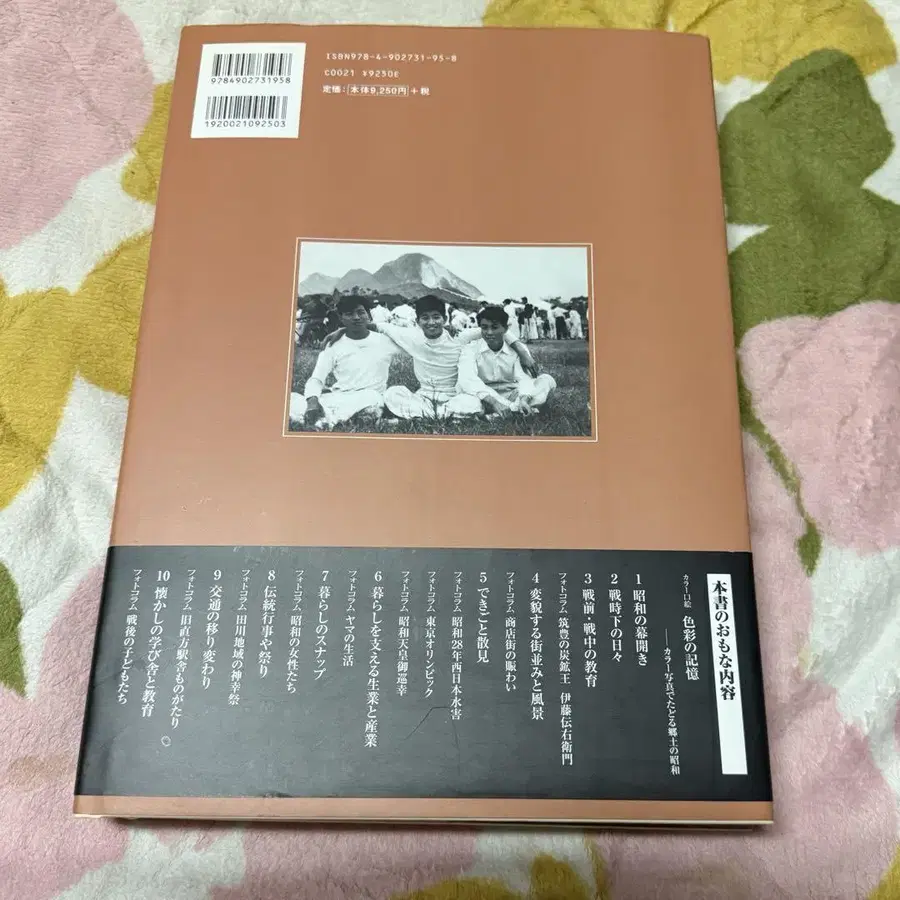 9784902731958
1920021092503
ISBN978-4-902731-95-8
C0021 ¥9250E
定価:本体9,250円+税
本書のおもな内容
カラー口絵 色彩の記憶
――カラー写真でたどる郷土の昭和
1 昭和の幕開き
2 戦時下の日々
3 戦前・戦中の教育
フォトコラム 筑豊の炭鉱王 伊藤伝右衛門
4 変貌する街並みと風景
フォトコラム 商店街の賑わい
5 できごと散見
フォトコラム 昭和28年西日本水害
フォトコラム 東京オリンピック
フォトコラム 昭和天皇御巡幸
6 暮らしを支える生業と産業
フォトコラム ヤマの生活
7 暮らしのスナップ
フォトコラム 昭和の女性たち
8 伝統行事や祭り
フォトコラム 田川地域の神幸祭
9 交通の移り変わり
フォトコラム 旧直方駅舎ものがたり
10 懐かしの学び舎と教育
フォトコラム 戦後の子どもたち